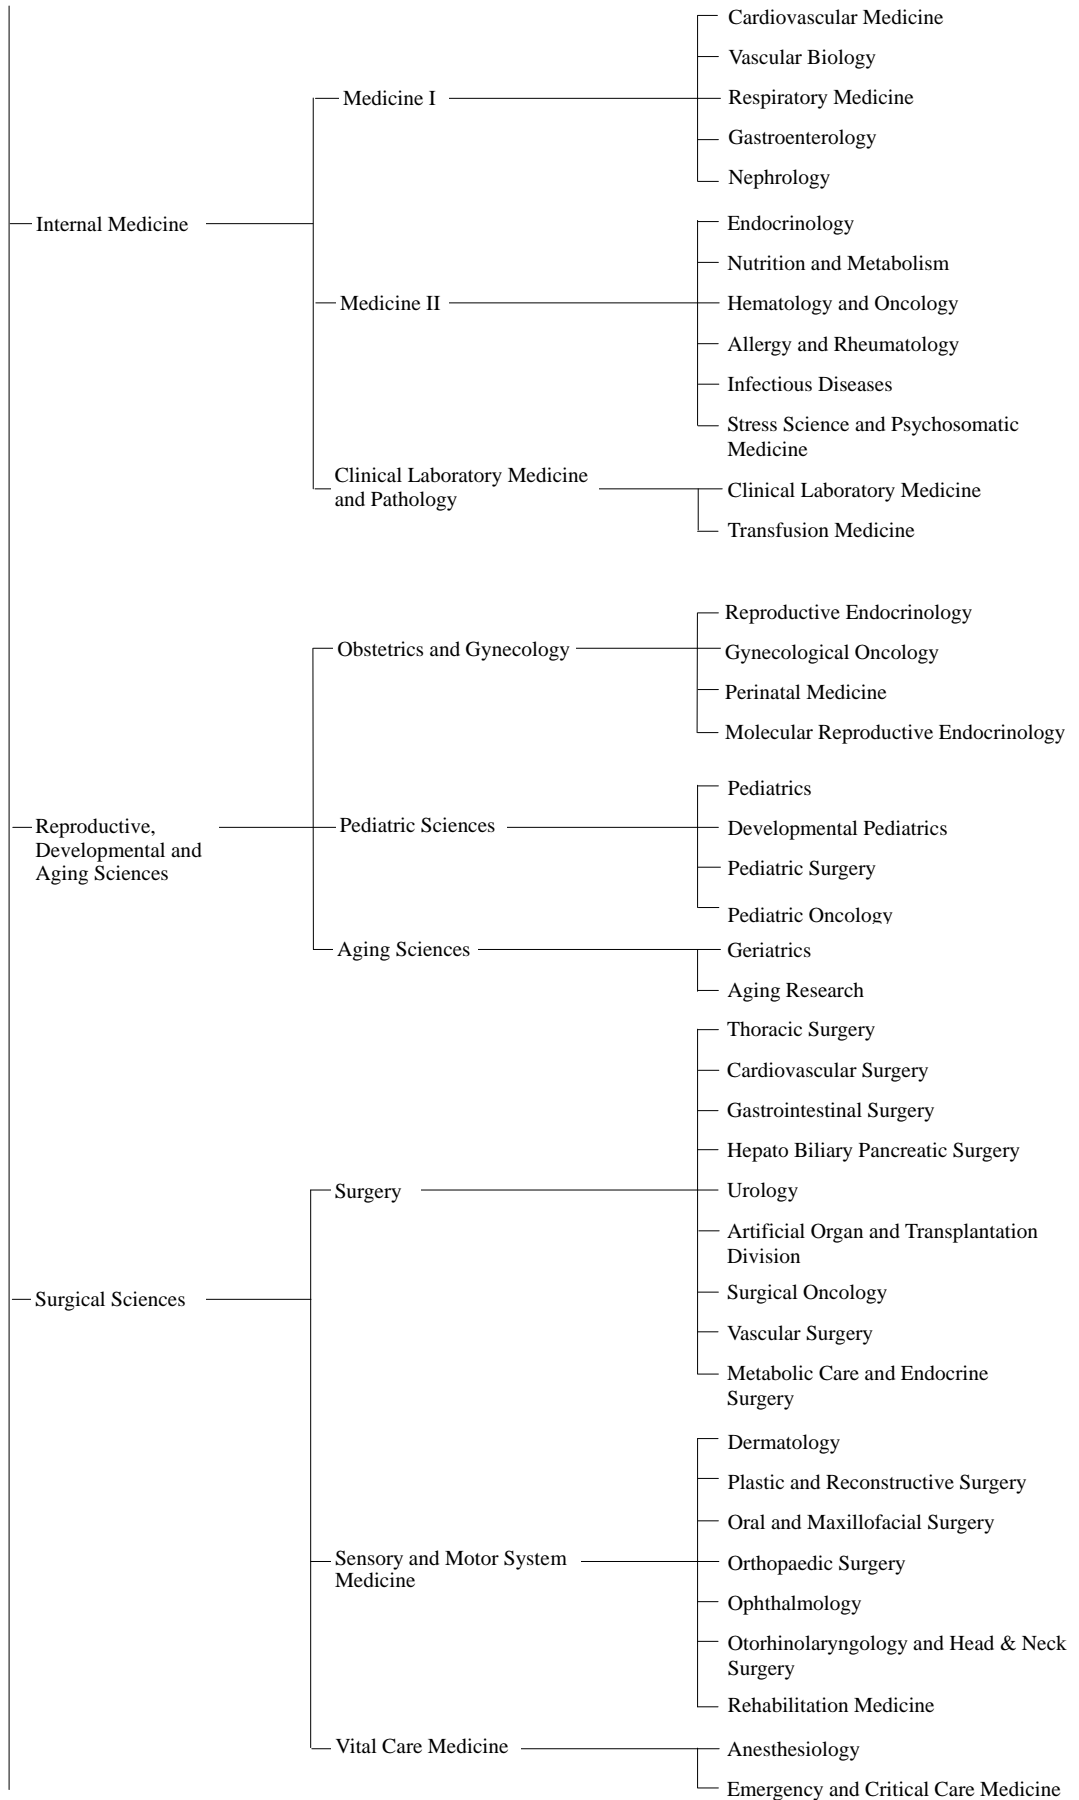 Cardiovascular Medicine
Vascular Biology
Medicine I
Respiratory Medicine
Gastroenterology
Nephrology
Internal Medicine
Endocrinology
Nutrition and Metabolism
Medicine II
Hematology and Oncology
Allergy and Rheumatology
Infectious Diseases
Stress Science and Psychosomatic
Medicine
Clinical Laboratory Medicine
and Pathology
Clinical Laboratory Medicine
Transfusion Medicine
Reproductive Endocrinology
Obstetrics and Gynecology
Gynecological Oncology
Perinatal Medicine
Molecular Reproductive Endocrinology
Pediatrics
Reproductive,
Developmental and
Aging Sciences
Pediatric Sciences
Developmental Pediatrics
Pediatric Surgery
Pediatric Oncology
Aging Sciences
Geriatrics
Aging Research
Thoracic Surgery
Cardiovascular Surgery
Gastrointestinal Surgery
Hepato Biliary Pancreatic Surgery
Surgery
Urology
Artificial Organ and Transplantation
Division
Surgical Sciences
Surgical Oncology
Vascular Surgery
Metabolic Care and Endocrine
Surgery
Dermatology
Plastic and Reconstructive Surgery
Oral and Maxillofacial Surgery
Sensory and Motor System
Medicine
Orthopaedic Surgery
Ophthalmology
Otorhinolaryngology and Head & Neck
Surgery
Rehabilitation Medicine
Vital Care Medicine
Anesthesiology
Emergency and Critical Care Medicine